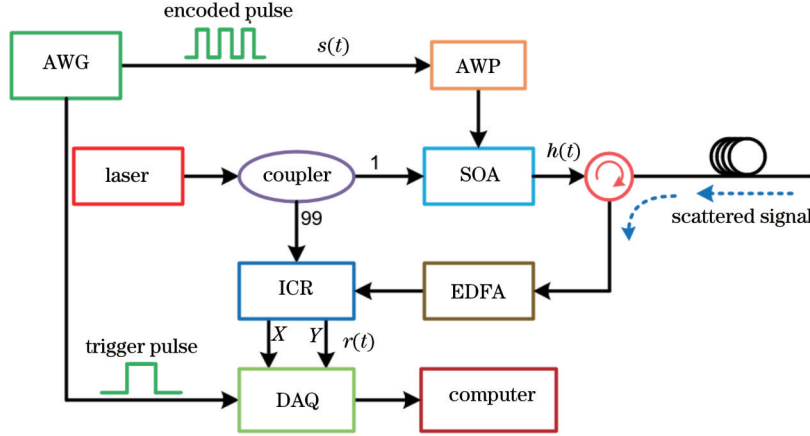 encoded pulse
AWG
s(t)
AWP
laser
coupler
1
SOA
h(t)
99
scattered signal
ICR
EDFA
X
Y
r(t)
trigger pulse
DAQ
computer